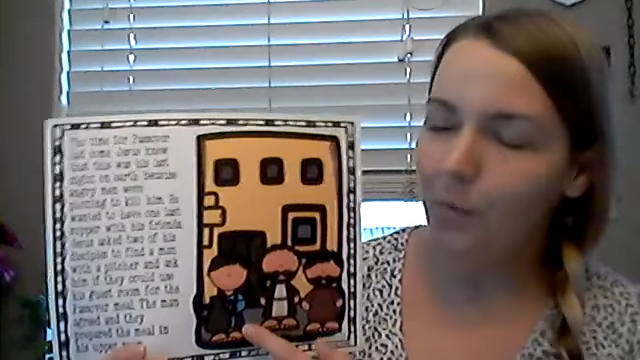 The time for Passover
had come. Jesus knew
that this was his last
night on earth because
angry men were
plotting to kill him. He
wanted to have one last
supper with his friends.
Jesus asked two of his
disciples to find a man
with a pitcher and ask
him if they could use
his guest room for the
Passover meal. The man
agreed and they
prepared the meal in
his upper